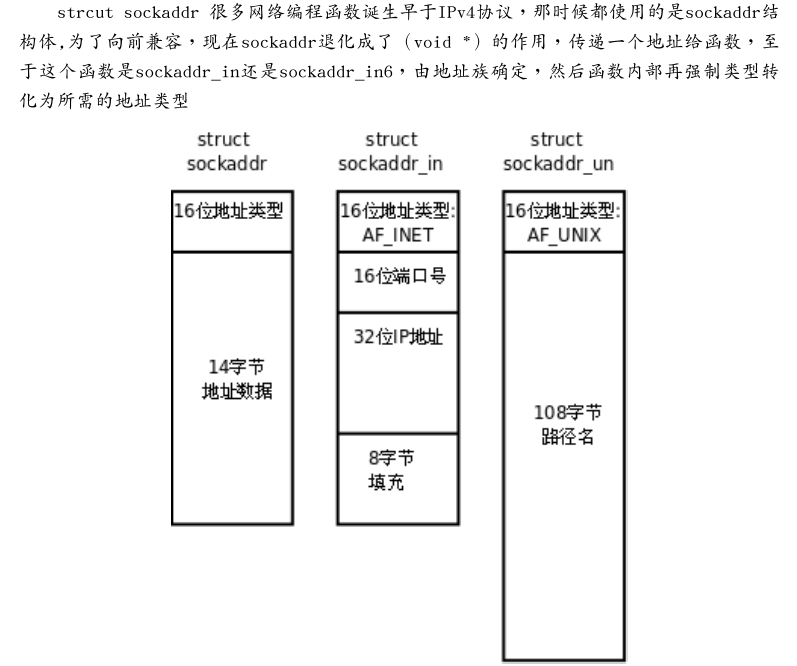 strcut sockaddr 很多网络编程函数诞生早于IPv4协议，那时候都使用的是sockaddr结
构体,为了向前兼容，现在sockaddr退化成了（void *）的作用，传递一个地址给函数，至
于这个函数是sockaddr_in还是sockaddr_in6，由地址族确定，然后函数内部再强制类型转
化为所需的地址类型
struct
sockaddr
16位地址类型
14字节
地址数据
struct
sockaddr_in
16位地址类型:
AF_INET
16位端口号
32位IP地址
8字节
填充
struct
sockaddr_un
16位地址类型:
AF_UNIX
108字节
路径名